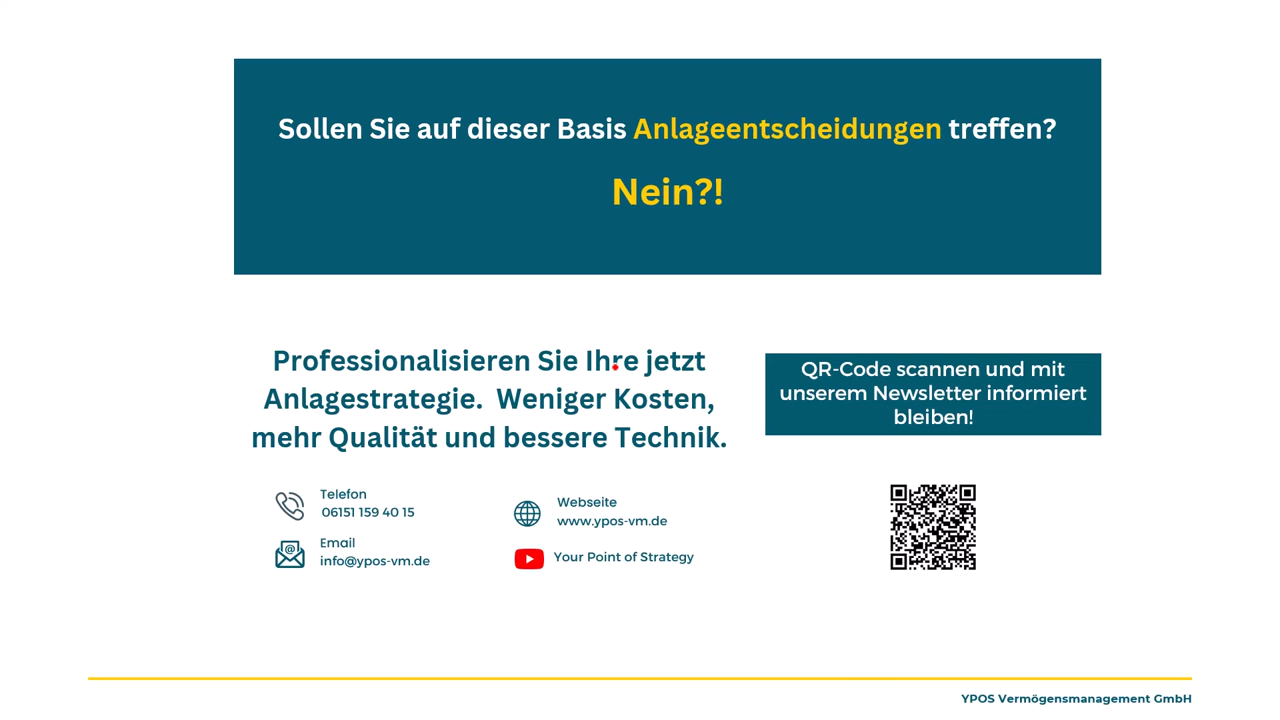 Sollen Sie auf dieser Basis Anlageentscheidungen treffen?
Nein?!
Professionalisieren Sie Ihre jetzt
Anlagestrategie. Weniger Kosten,
mehr Qualität und bessere Technik.
QR-Code scannen und mit
unserem Newsletter informiert
bleiben!
Telefon
06151 159 40 15
Email
info@ypos-vm.de
Webseite
www.ypos-vm.de
Your Point of Strategy
YPOS Vermögensmanagement GmbH